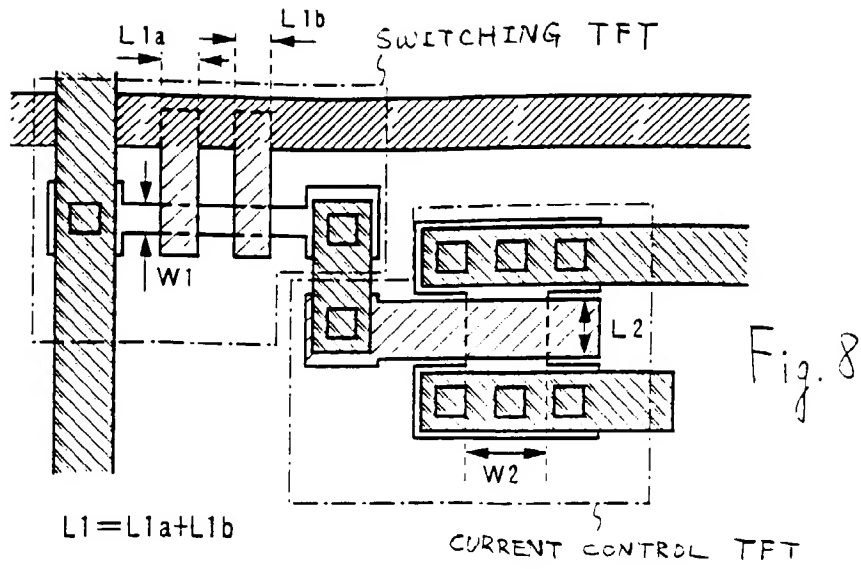 L1a
L1b
SWITCHING TFT
W1
L2
Fig. 8
W2
L1=L1a+L1b
CURRENT CONTROL TFT